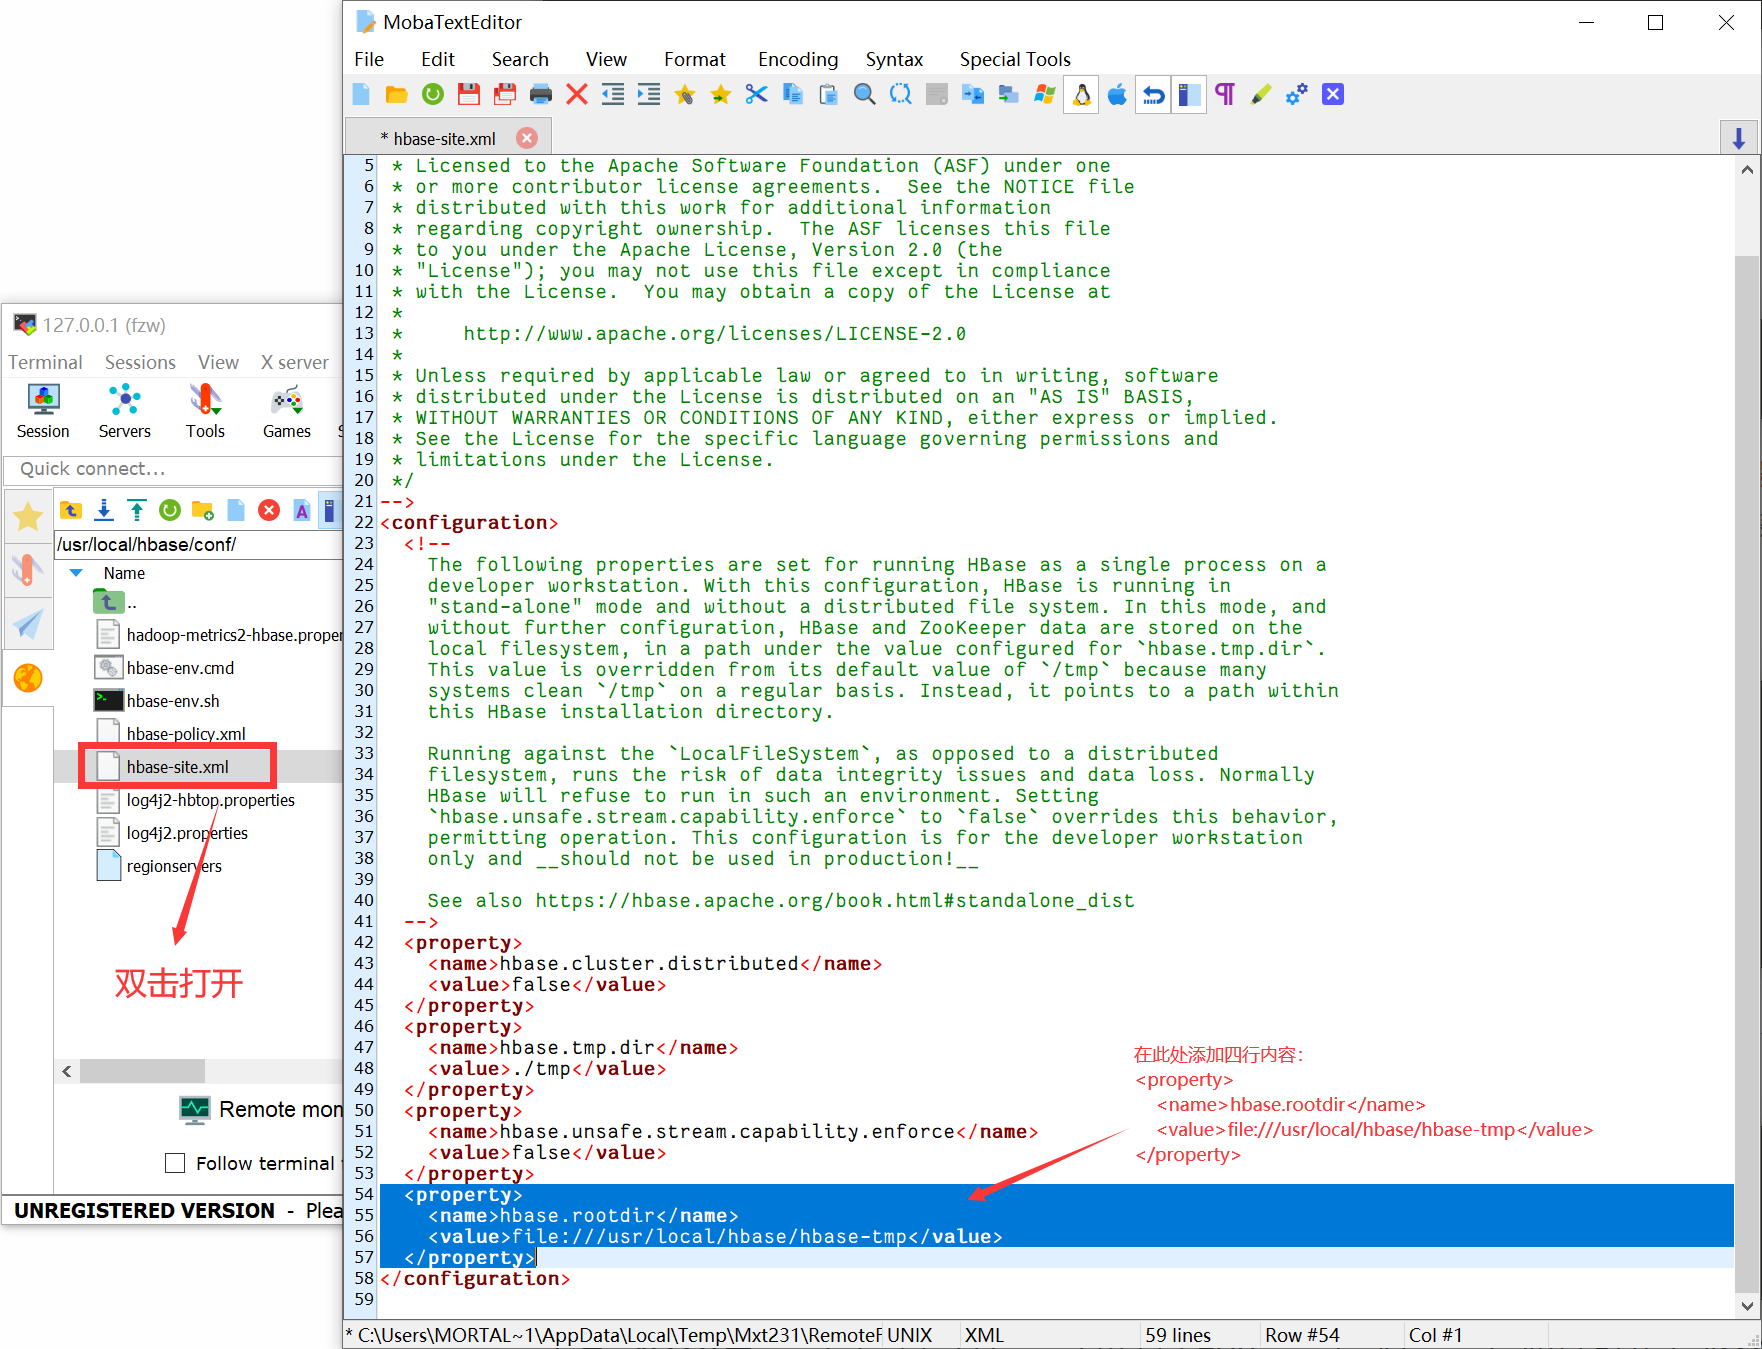 MobaTextEditor
File Edit Search View Format Encoding Syntax Special Tools
* hbase-site.xml
5 * Licensed to the Apache Software Foundation (ASF) under one
6 * or more contributor license agreements.  See the NOTICE file
7 * distributed with this work for additional information
8 * regarding copyright ownership.  The ASF licenses this file
9 * to you under the Apache License, Version 2.0 (the
10 * "License"); you may not use this file except in compliance
11 * with the License.  You may obtain a copy of the License at
12 *
13 *     http://www.apache.org/licenses/LICENSE-2.0
14 *
15 * Unless required by applicable law or agreed to in writing, software
16 * distributed under the License is distributed on an "AS IS" BASIS,
17 * WITHOUT WARRANTIES OR CONDITIONS OF ANY KIND, either express or implied.
18 * See the License for the specific language governing permissions and
19 * limitations under the License.
20 */
21 -->
22 <configuration>
23 <!--
24 The following properties are set for running HBase as a single process on a
25 developer workstation. With this configuration, HBase is running in
26 "stand-alone" mode and without a distributed file system. In this mode, and
27 without further configuration, HBase and ZooKeeper data are stored on the
28 local filesystem, in a path under the value configured for `hbase.tmp.dir`.
29 This value is overridden from its default value of `/tmp` because many
30 systems clean `/tmp` on a regular basis. Instead, it points to a path within
31 this HBase installation directory.
32
33 Running against the `LocalFileSystem`, as opposed to a distributed
34 filesystem, runs the risk of data integrity issues and data loss. Normally
35 HBase will refuse to run in such an environment. Setting
36 `hbase.unsafe.stream.capability.enforce` to `false` overrides this behavior,
37 permitting operation. This configuration is for the developer workstation
38 only and __should not be used in production!__
39
40 See also https://hbase.apache.org/book.html#standalone_dist
41 -->
42 <property>
43 <name>hbase.cluster.distributed</name>
44 <value>false</value>
45 </property>
46 <property>
47 <name>hbase.tmp.dir</name>
48 <value>./tmp</value>
49 </property>
50 <property>
51 <name>hbase.unsafe.stream.capability.enforce</name>
52 <value>false</value>
53 </property>
54 <property>
55 <name>hbase.rootdir</name>
56 <value>file:///usr/local/hbase/hbase-tmp</value>
57 </property>
58 </configuration>
59
在此处添加四行内容:
<property>
<name>hbase.rootdir</name>
<value>file:///usr/local/hbase/hbase-tmp</value>
</property>
* C:\Users\MORTAL~1\AppData\Local\Temp\Mxt231\RemoteF UNIX XML 59 lines Row #54 Col #1
127.0.0.1 (fzw)
Terminal Sessions View X server
Session Servers Tools Games
Quick connect...
/usr/local/hbase/conf/
Name
..
hadoop-metrics2-hbase.proper
hbase-env.cmd
hbase-env.sh
hbase-policy.xml
hbase-site.xml
log4j2-hbtop.properties
log4j2.properties
regionservers
双击打开
Remote mon
Follow terminal
UNREGISTERED VERSION - Plea